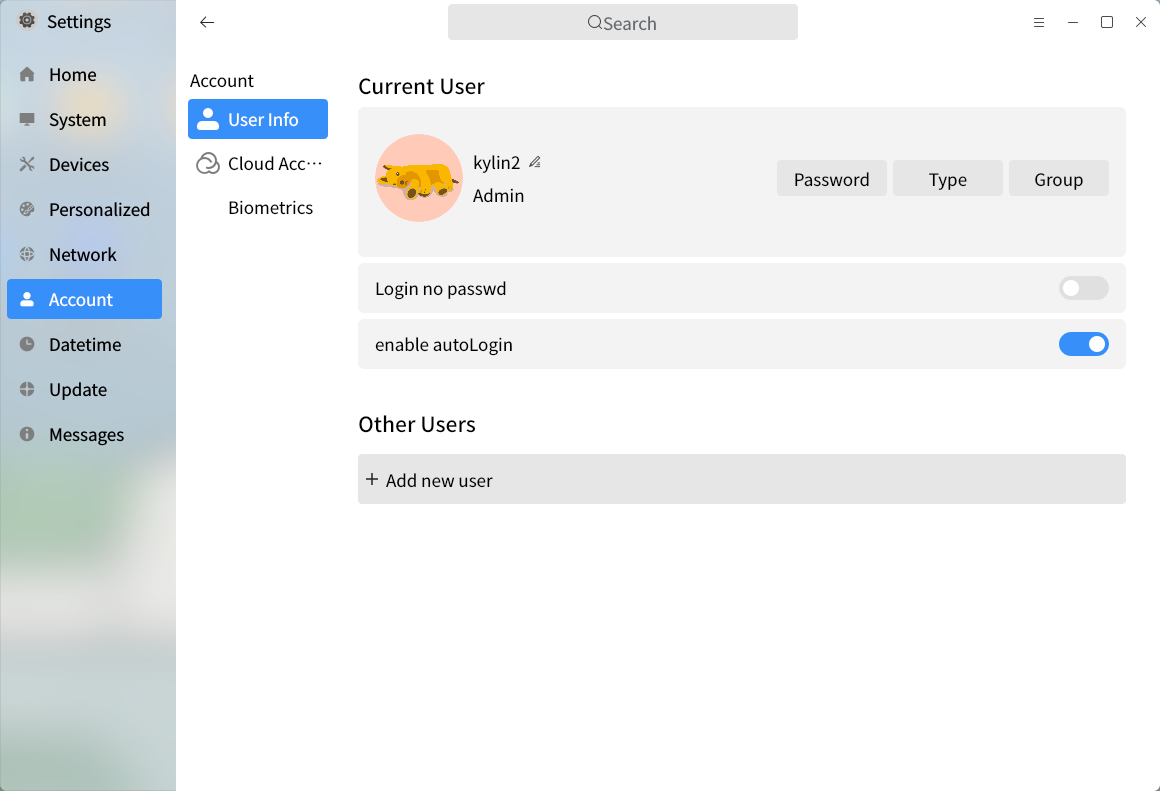 Settings
Search
Home
System
Devices
Personalized
Network
Account
Datetime
Update
Messages
Account
User Info
Cloud Acc···
Biometrics
Current User
kylin2
Admin
Password
Type
Group
Login no passwd
enable autoLogin
Other Users
+ Add new user